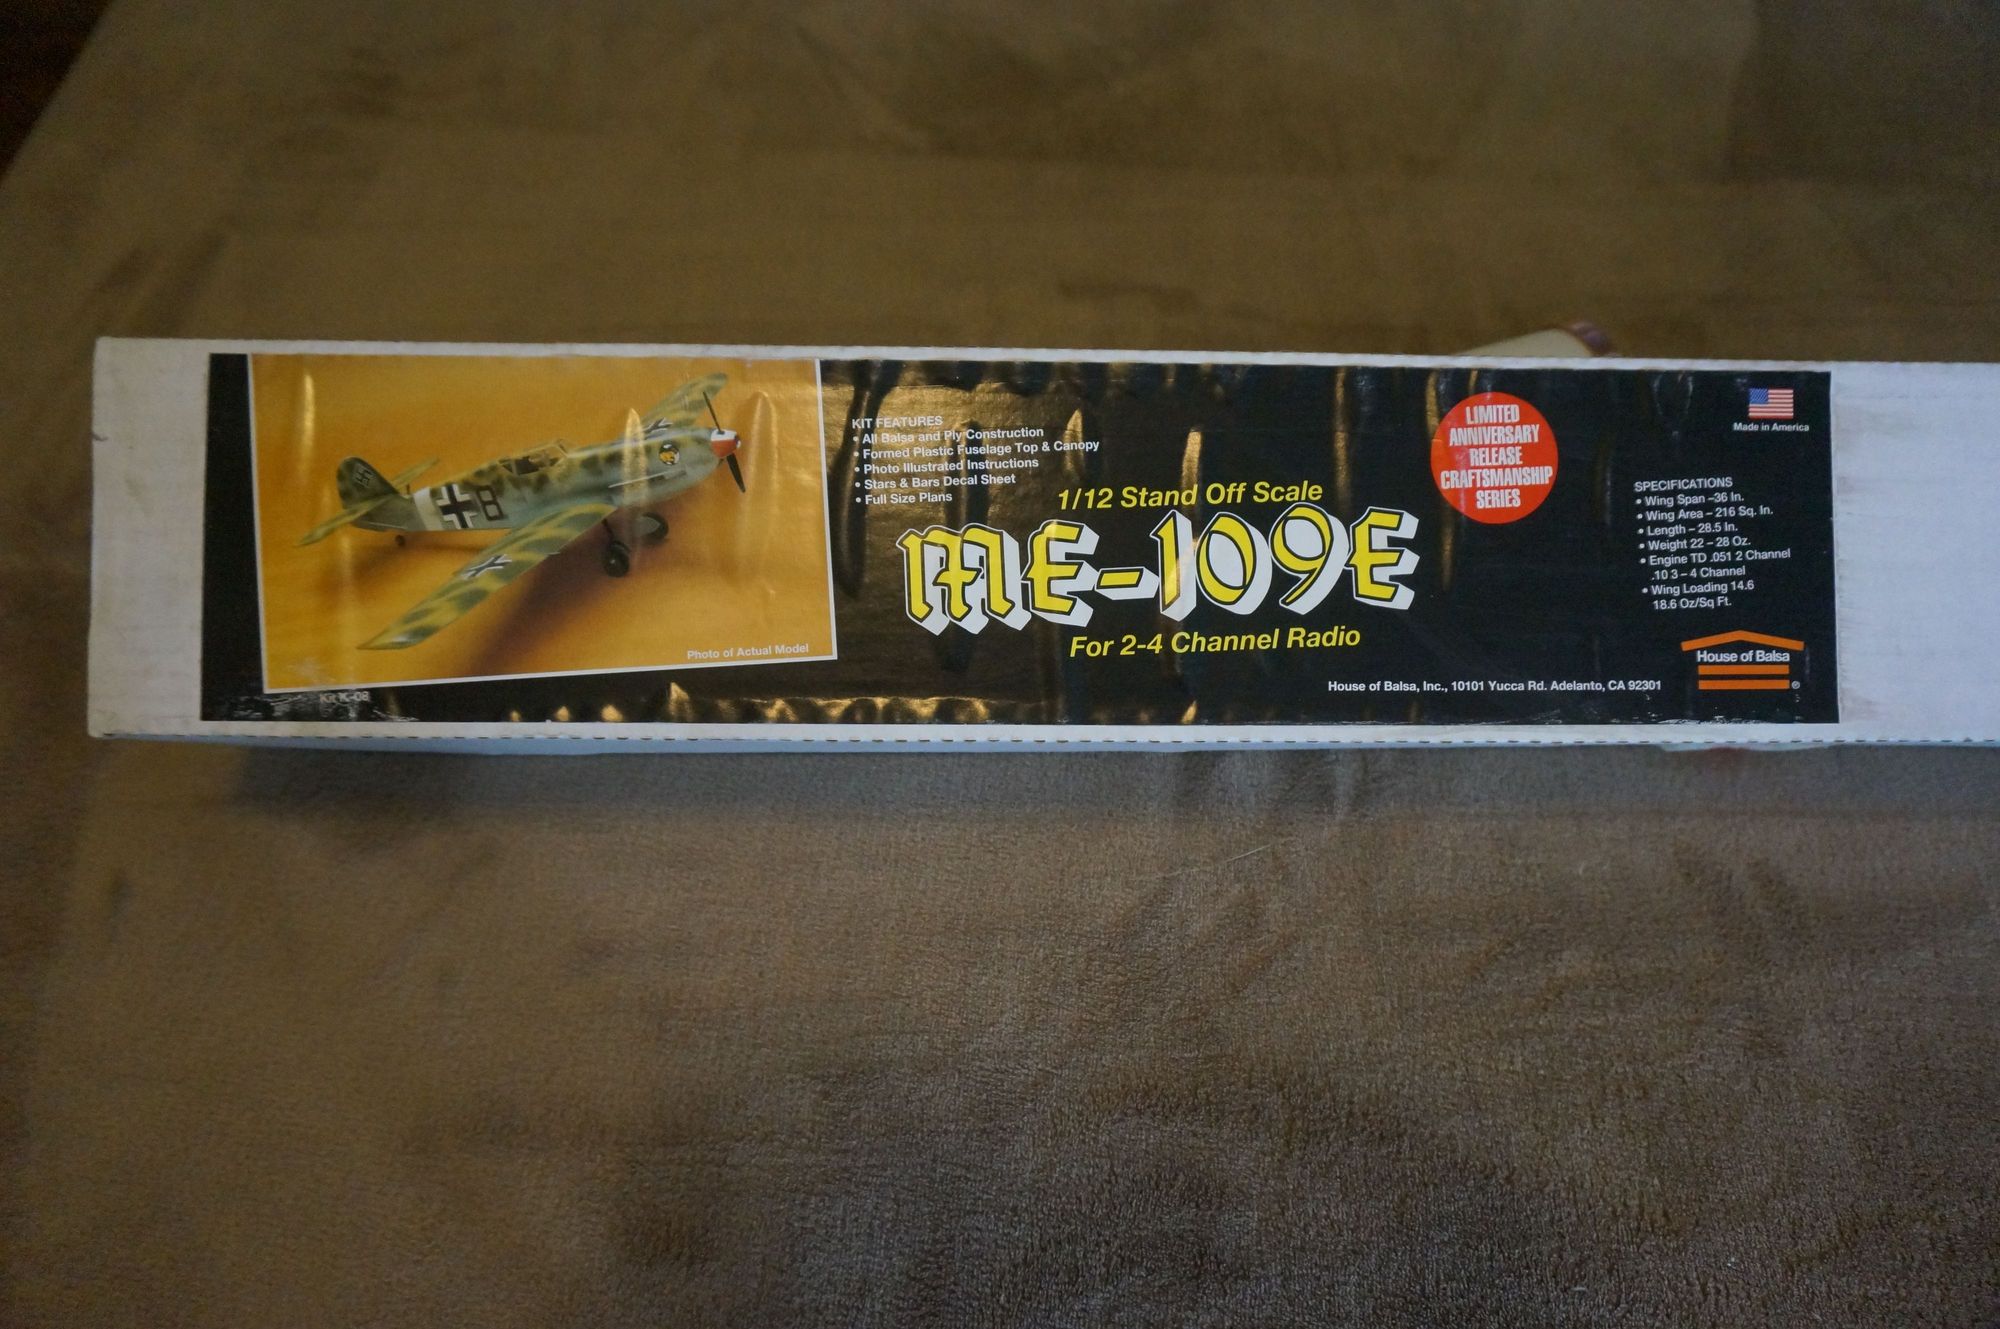 KIT FEATURES
• All Balsa and Ply Construction
• Formed Plastic Fuselage Top & Canopy
• Photo Illustrated Instructions
• Stars & Bars Decal Sheet
• Full Size Plans
1/12 Stand Off Scale
ME-109E
For 2-4 Channel Radio
LIMITED
ANNIVERSARY
RELEASE
CRAFTSMANSHIP
SERIES
Made in America
SPECIFICATIONS
• Wing Span –36 In.
• Wing Area – 216 Sq. In.
• Length – 28.5 In.
• Weight 22 – 28 Oz.
• Engine TD .051 2 Channel
.10 3 – 4 Channel
• Wing Loading 14.6
18.6 Oz/Sq Ft.
House of Balsa
®
House of Balsa, Inc., 10101 Yucca Rd. Adelanto, CA 92301
8
Photo of Actual Model
Kit K-08